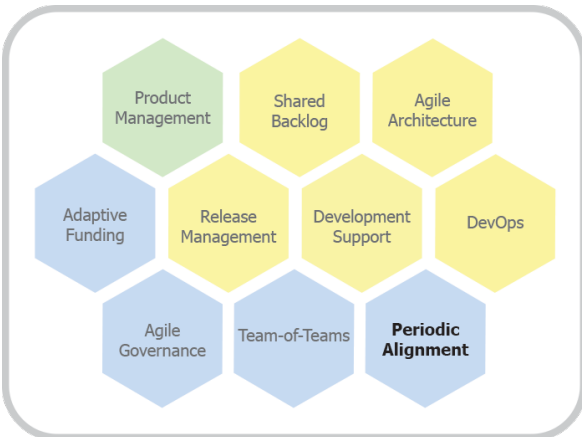 Product
Management
Shared
Backlog
Agile
Architecture
Adaptive
Funding
Release
Management
Development
Support
DevOps
Agile
Governance
Team-of-Teams
Periodic
Alignment